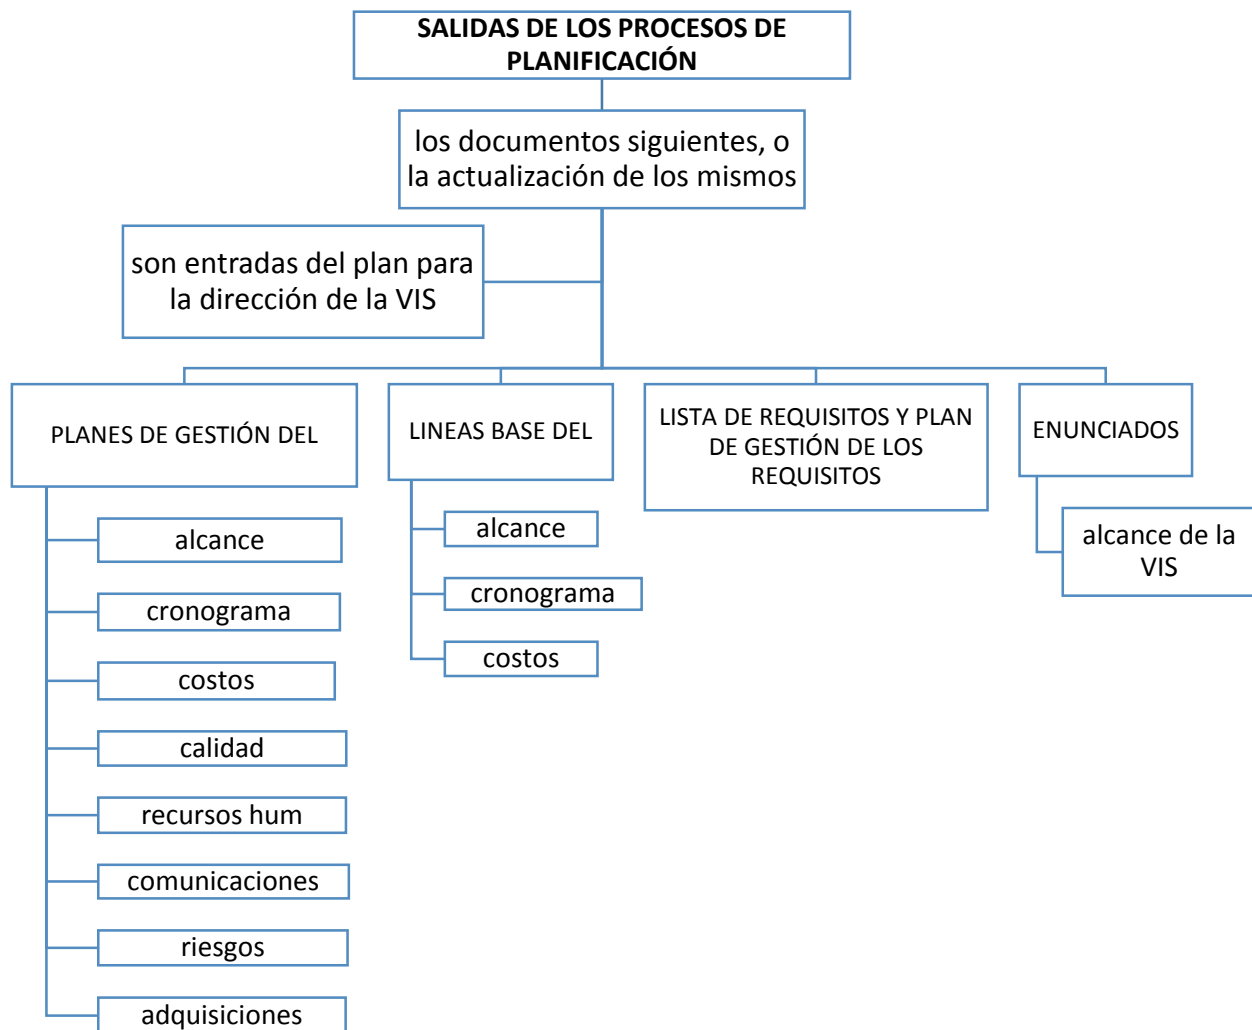 SALIDAS DE LOS PROCESOS DE
PLANIFICACIÓN
los documentos siguientes, o
la actualización de los mismos
son entradas del plan para
la dirección de la VIS
PLANES DE GESTIÓN DEL
alcance
cronograma
costos
calidad
recursos hum
comunicaciones
riesgos
adquisiciones
LINEAS BASE DEL
alcance
cronograma
costos
LISTA DE REQUISITOS Y PLAN
DE GESTIÓN DE LOS
REQUISITOS
ENUNCIADOS
alcance de la
VIS